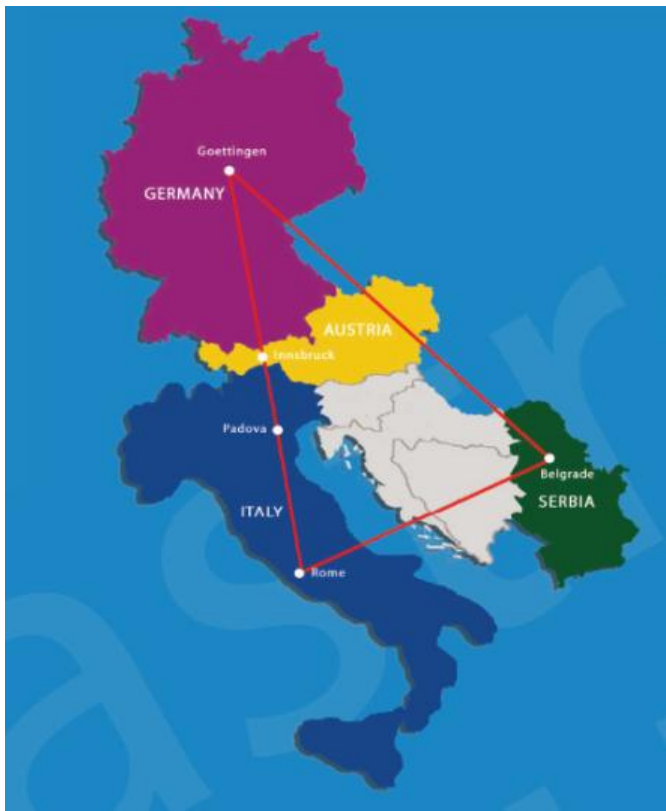 Goettingen
GERMANY
AUSTRIA
Innsbruck
Padova
Belgrade
SERBIA
ITALY
Rome